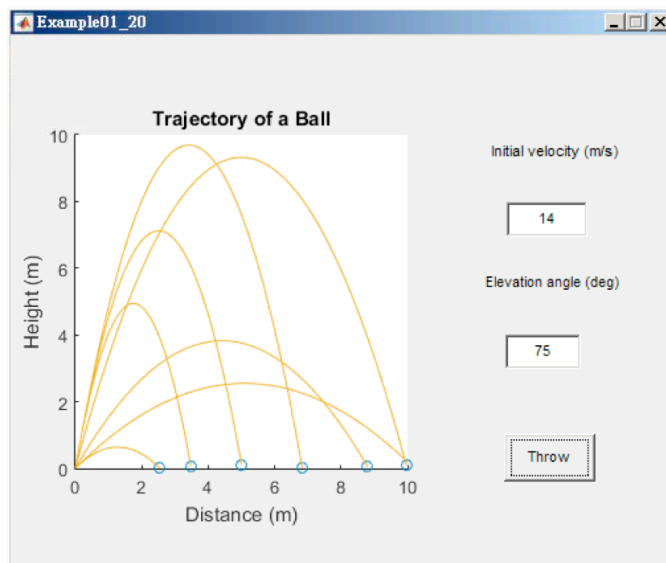 Example01_20
Trajectory of a Ball
10
8
6
4
2
0
Height (m)
0 2 4 6 8 10
Distance (m)
Initial velocity (m/s)
14
Elevation angle (deg)
75
Throw